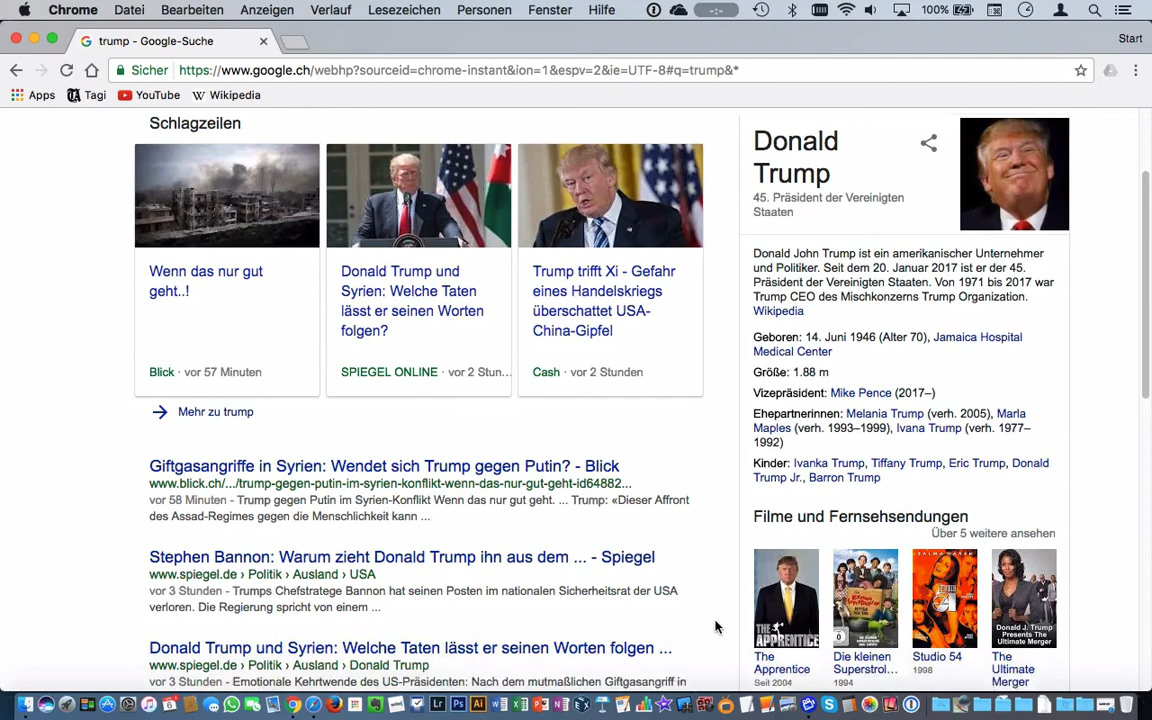 Chrome Datei Bearbeiten Anzeigen Verlauf Lesezeichen Personen Fenster Hilfe 100%
trump - Google-Suche
Start
Sicher https://www.google.ch/webhp?sourceid=chrome-instant&ion=1&espv=2&ie=UTF-8#q=trump&*
Apps Tagi YouTube Wikipedia
Schlagzeilen
Wenn das nur gut
geht..!
Blick · vor 57 Minuten
Donald Trump und
Syrien: Welche Taten
lässt er seinen Worten
folgen?
SPIEGEL ONLINE · vor 2 Stun...
Trump trifft Xi - Gefahr
eines Handelskriegs
überschattet USA-
China-Gipfel
Cash · vor 2 Stunden
Mehr zu trump
Giftgasangriffe in Syrien: Wendet sich Trump gegen Putin? - Blick
www.blick.ch/.../trump-gegen-putin-im-syrien-konflikt-wenn-das-nur-gut-geht-id64882...
vor 58 Minuten - Trump gegen Putin im Syrien-Konflikt Wenn das nur gut geht. ... Trump: «Dieser Affront
des Assad-Regimes gegen die Menschlichkeit kann ...
Stephen Bannon: Warum zieht Donald Trump ihn aus dem ... - Spiegel
www.spiegel.de › Politik › Ausland › USA
vor 3 Stunden - Trumps Chefstratege Bannon hat seinen Posten im nationalen Sicherheitsrat der USA
verloren. Die Regierung spricht von einem ...
Donald Trump und Syrien: Welche Taten lässt er seinen Worten folgen ...
www.spiegel.de › Politik › Ausland › Donald Trump
vor 3 Stunden - Emotionale Kehrtwende des US-Präsidenten: Nach dem mutmaßlichen Giftgasangriff in
Donald
Trump
45. Präsident der Vereinigten
Staaten
Donald John Trump ist ein amerikanischer Unternehmer
und Politiker. Seit dem 20. Januar 2017 ist er der 45.
Präsident der Vereinigten Staaten. Von 1971 bis 2017 war
Trump CEO des Mischkonzerns Trump Organization.
Wikipedia
Geboren: 14. Juni 1946 (Alter 70), Jamaica Hospital
Medical Center
Größe: 1.88 m
Vizepräsident: Mike Pence (2017–)
Ehepartnerinnen: Melania Trump (verh. 2005), Marla
Maples (verh. 1993–1999), Ivana Trump (verh. 1977–
1992)
Kinder: Ivanka Trump, Tiffany Trump, Eric Trump, Donald
Trump Jr., Barron Trump
Filme und Fernsehsendungen
Über 5 weitere ansehen
THE
APPRENTICE
54
DONALD J. TRUMP
PRESENTS THE
ULTIMATE MERGER
The
Apprentice
Seit 2004
Die kleinen
Superstrol...
Studio 54
1998
The
Ultimate
Merger